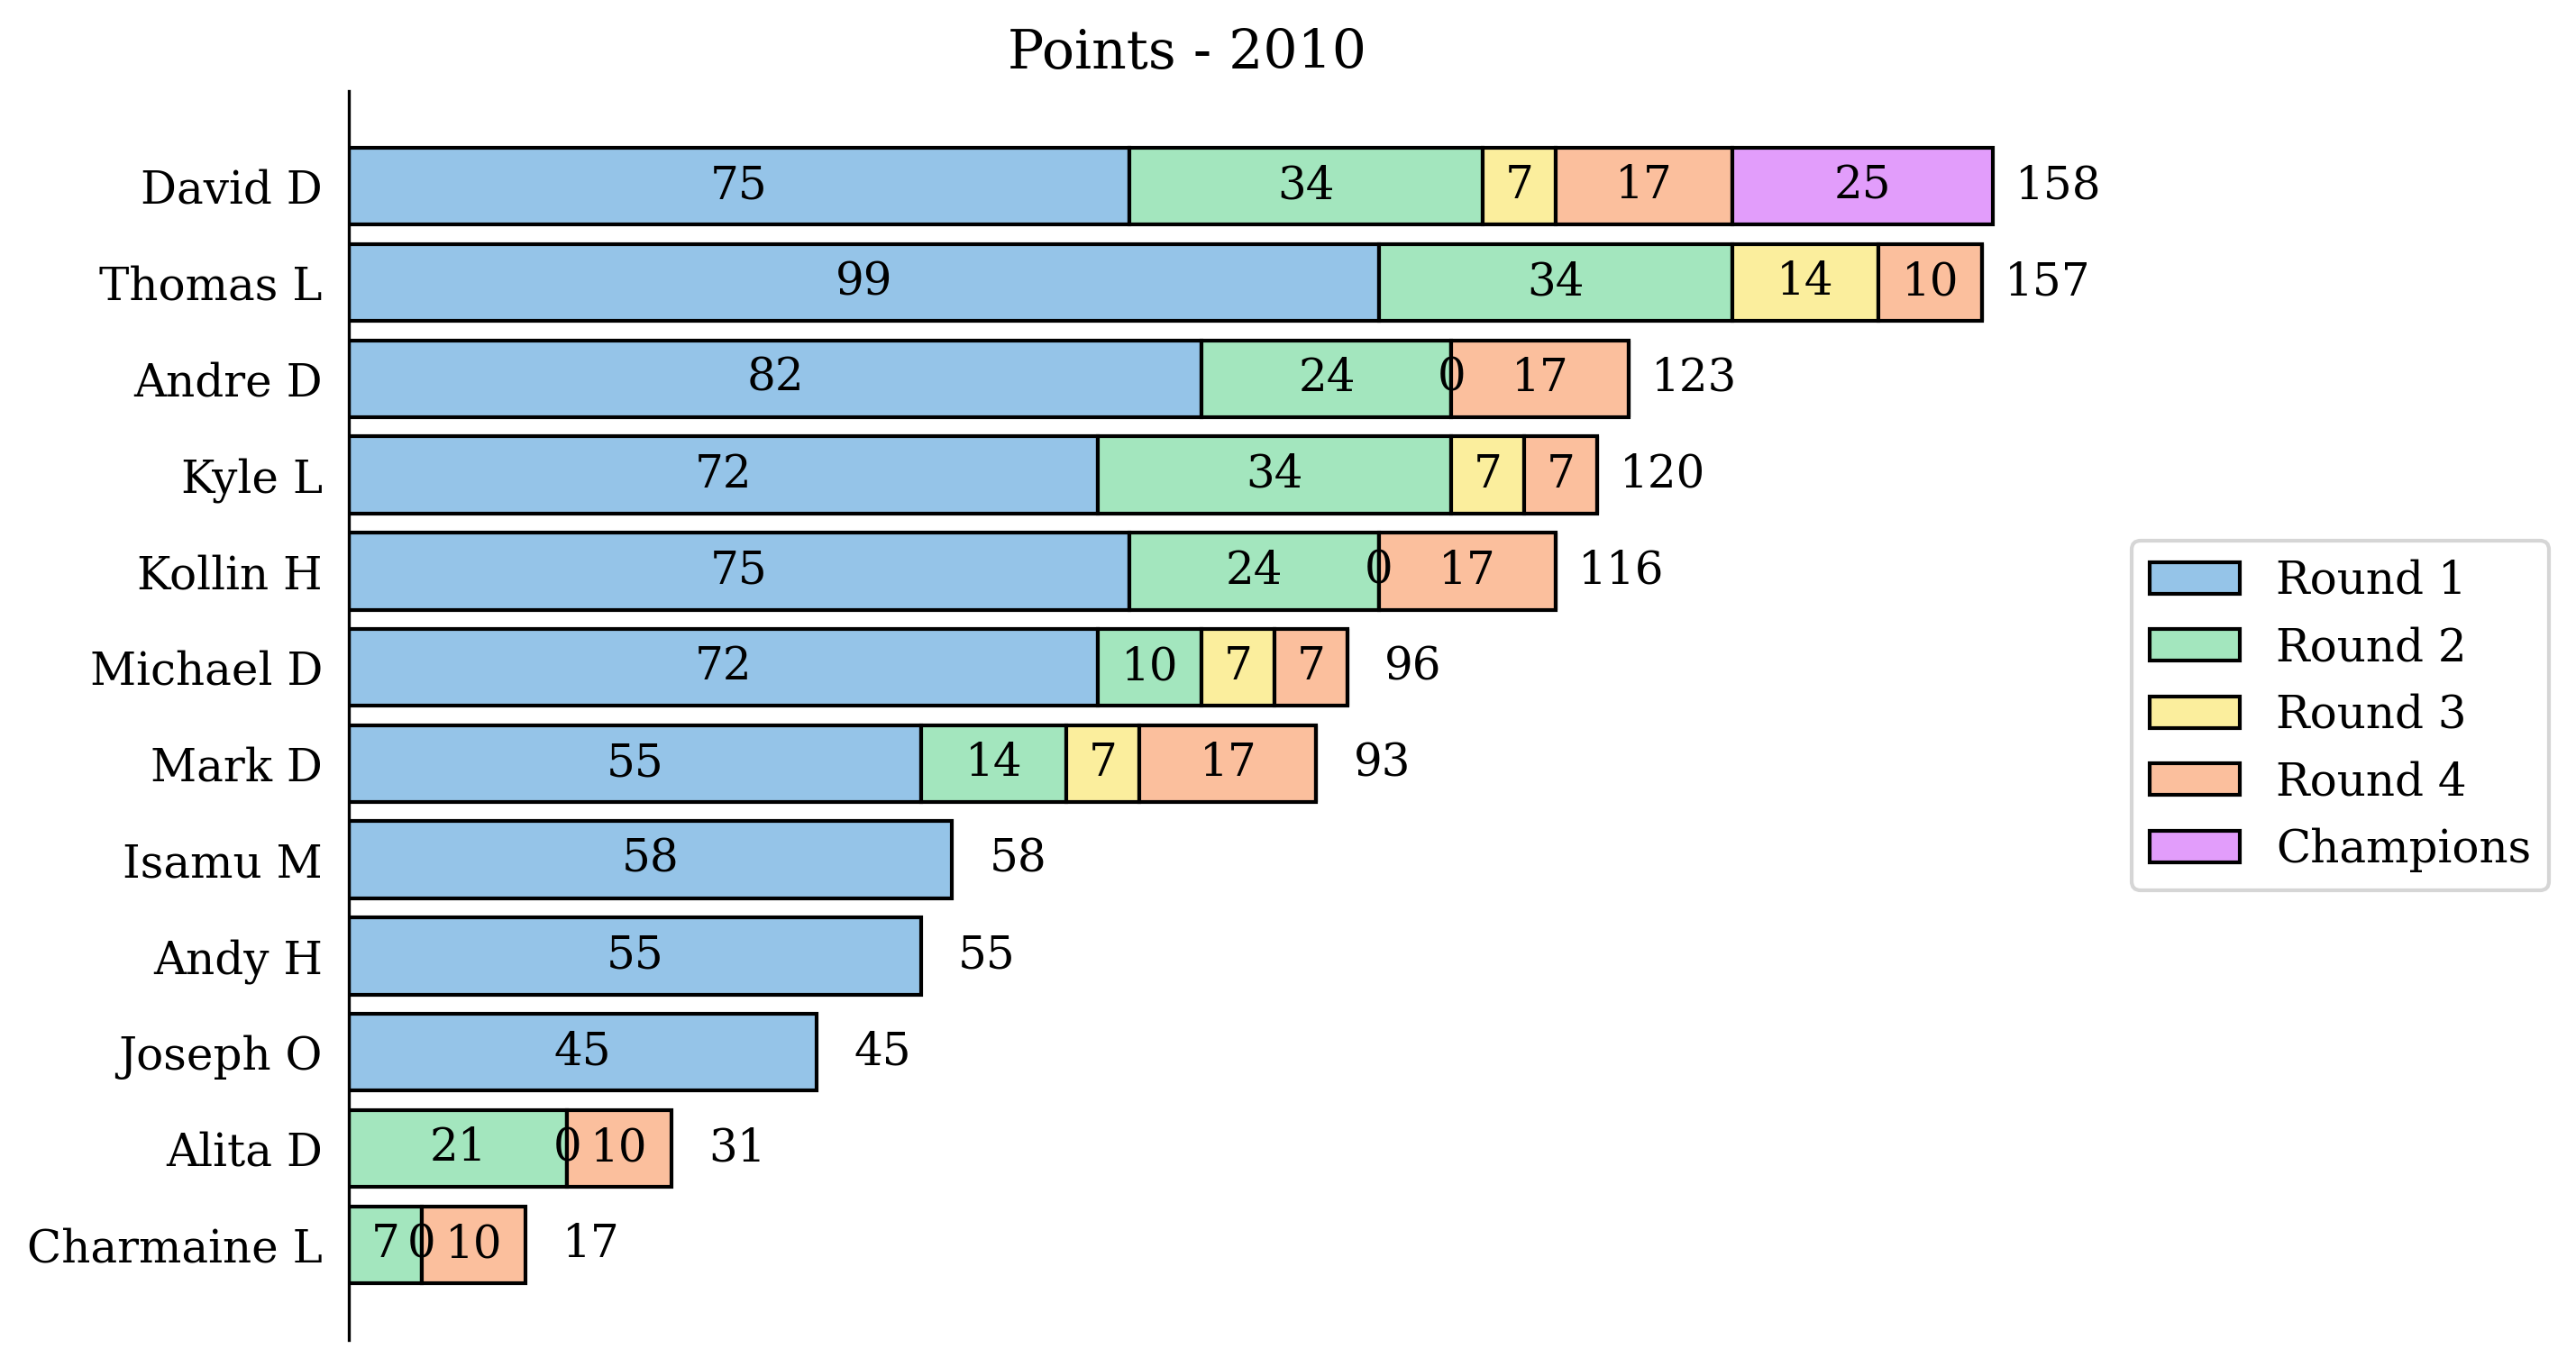 Points - 2010
David D 75 34 7 17 25 158
Thomas L 99 34 14 10 157
Andre D 82 24 0 17 123
Kyle L 72 34 7 7 120
Kollin H 75 24 0 17 116
Michael D 72 10 7 7 96
Mark D 55 14 7 17 93
Isamu M 58 58
Andy H 55 55
Joseph O 45 45
Alita D 21 0 10 31
Charmaine L 7 0 10 17
Round 1
Round 2
Round 3
Round 4
Champions